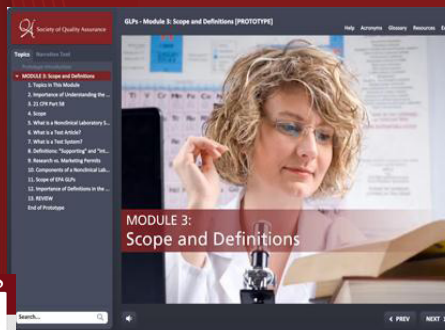 Society of Quality Assurance
GLPs - Module 3: Scope and Definitions [PROTOTYPE]
Help Acronyms Glossary Resources
Topics Narration Text
Prototype Introduction
MODULE 3: Scope and Definitions
1. Topics in This Module
2. Importance of Understanding the ...
3. 21 CFR Part 58
4. Scope
5. What is a Nonclinical Laboratory S...
6. What is a Test Article?
7. What is a Test System?
8. Definitions: "Supporting" and "Int...
9. Research vs. Marketing Permits
10. Components of a Nonclinical Lab...
11. Scope of EPA GLPs
12. Importance of Definitions in the ...
13. REVIEW
End of Prototype
MODULE 3:
Scope and Definitions
Search...
< PREV NEXT